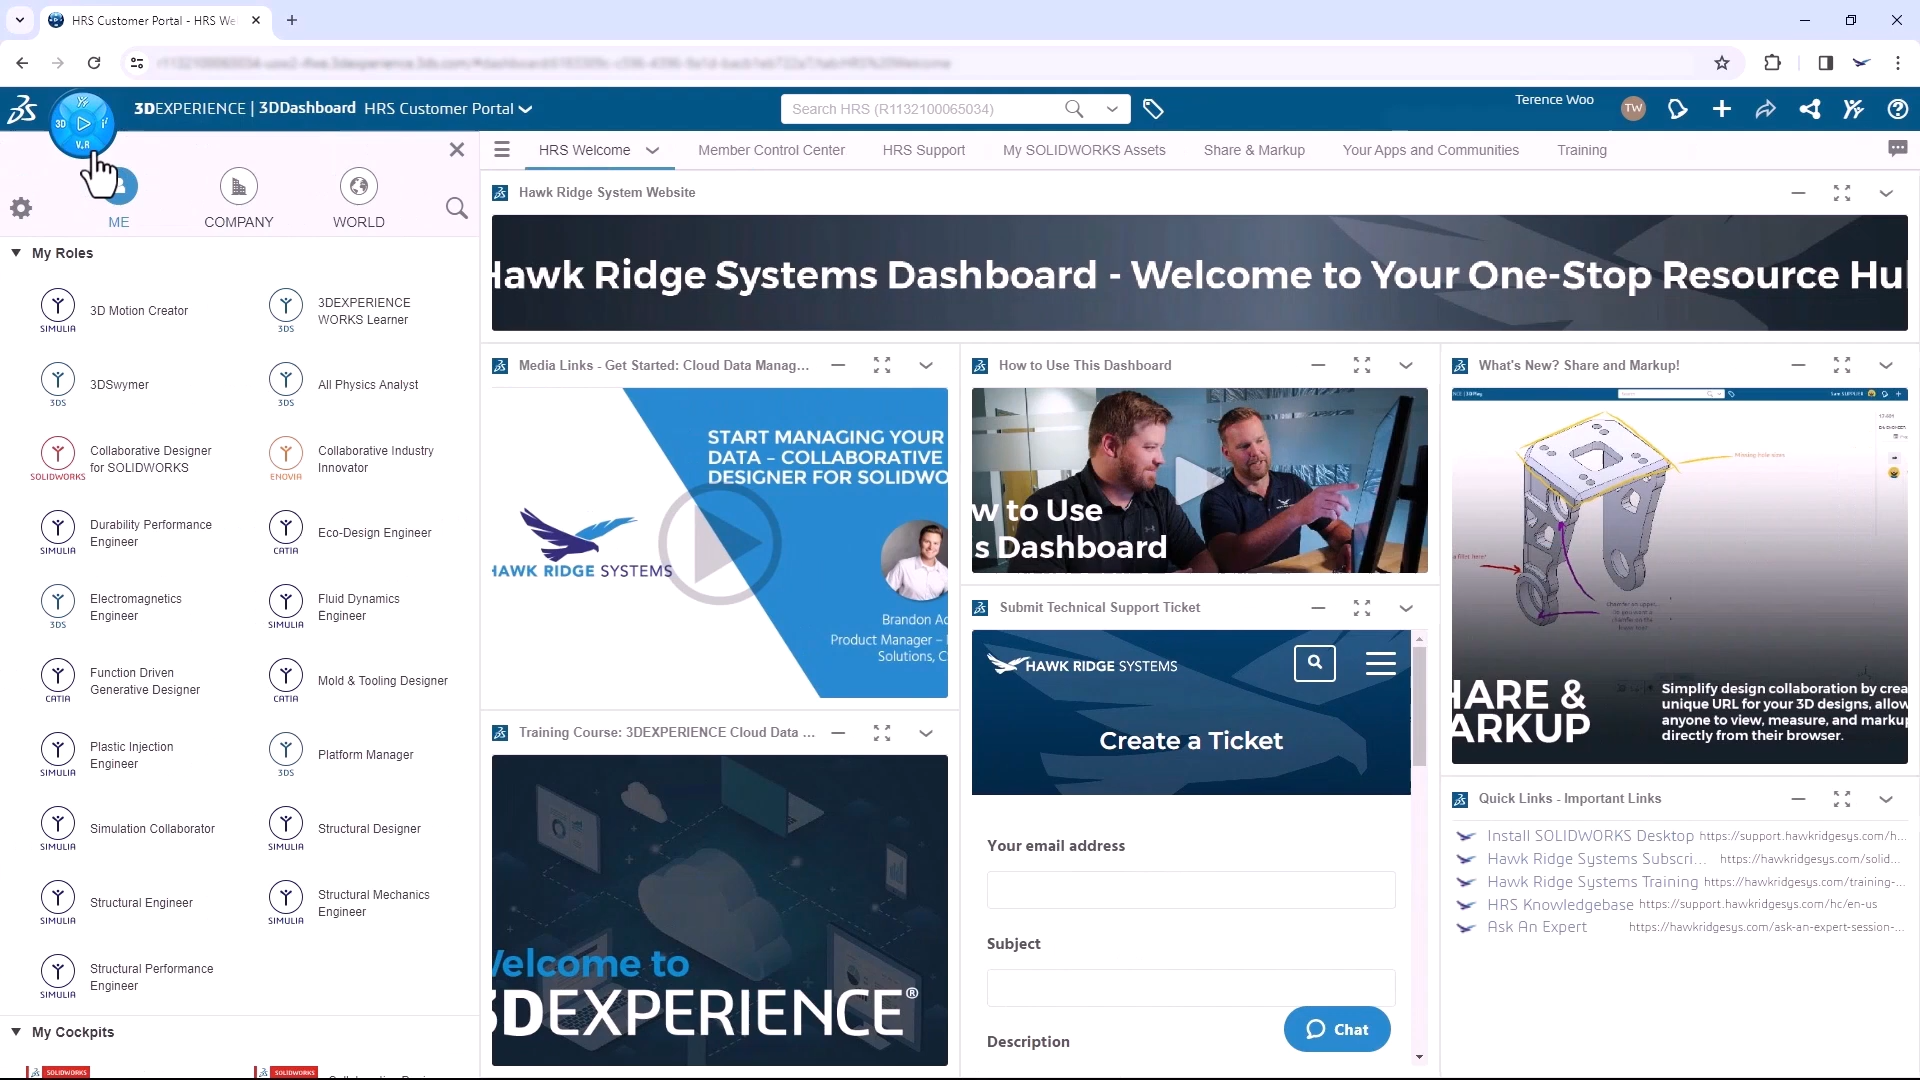 HRS Customer Portal - HRS We
3DEXPERIENCE | 3DDashboard HRS Customer Portal
Search HRS (R1132100065034)
Terence Woo
TW
3D
V.R
ME
COMPANY
WORLD
My Roles
3D Motion Creator
SIMULIA
3DEXPERIENCE
WORKS Learner
3DS
3DSwymer
3DS
All Physics Analyst
3DS
Collaborative Designer
for SOLIDWORKS
SOLIDWORKS
Collaborative Industry
Innovator
ENOVIA
Durability Performance
Engineer
SIMULIA
Eco-Design Engineer
CATIA
Electromagnetics
Engineer
3DS
Fluid Dynamics
Engineer
SIMULIA
Function Driven
Generative Designer
CATIA
Mold & Tooling Designer
CATIA
Plastic Injection
Engineer
SIMULIA
Platform Manager
3DS
Simulation Collaborator
SIMULIA
Structural Designer
SIMULIA
Structural Engineer
SIMULIA
Structural Mechanics
Engineer
SIMULIA
Structural Performance
Engineer
SIMULIA
My Cockpits
SOLIDWORKS
SOLIDWORKS
HRS Welcome
Member Control Center
HRS Support
My SOLIDWORKS Assets
Share & Markup
Your Apps and Communities
Training
Hawk Ridge System Website
Hawk Ridge Systems Dashboard - Welcome to Your One-Stop Resource Hu
Media Links - Get Started: Cloud Data Manag...
START MANAGING YOUR
DATA – COLLABORATIVE
DESIGNER FOR SOLIDWO
HAWK RIDGE SYSTEMS
Brandon Ac
Product Manager –
Solutions, C
Training Course: 3DEXPERIENCE Cloud Data ...
Welcome to
3DEXPERIENCE®
How to Use This Dashboard
w to Use
s Dashboard
Submit Technical Support Ticket
HAWK RIDGE SYSTEMS
Create a Ticket
Your email address
Subject
Description
Chat
What's New? Share and Markup!
Missing hole sizes
HARE &
ARKUP
Simplify design collaboration by crea
unique URL for your 3D designs, allow
anyone to view, measure, and markup
directly from their browser.
Quick Links - Important Links
Install SOLIDWORKS Desktop https://support.hawkridgesys.com/h...
Hawk Ridge Systems Subscri... https://hawkridgesys.com/solid...
Hawk Ridge Systems Training https://hawkridgesys.com/training-...
HRS Knowledgebase https://support.hawkridgesys.com/hc/en-us
Ask An Expert https://hawkridgesys.com/ask-an-expert-session-...